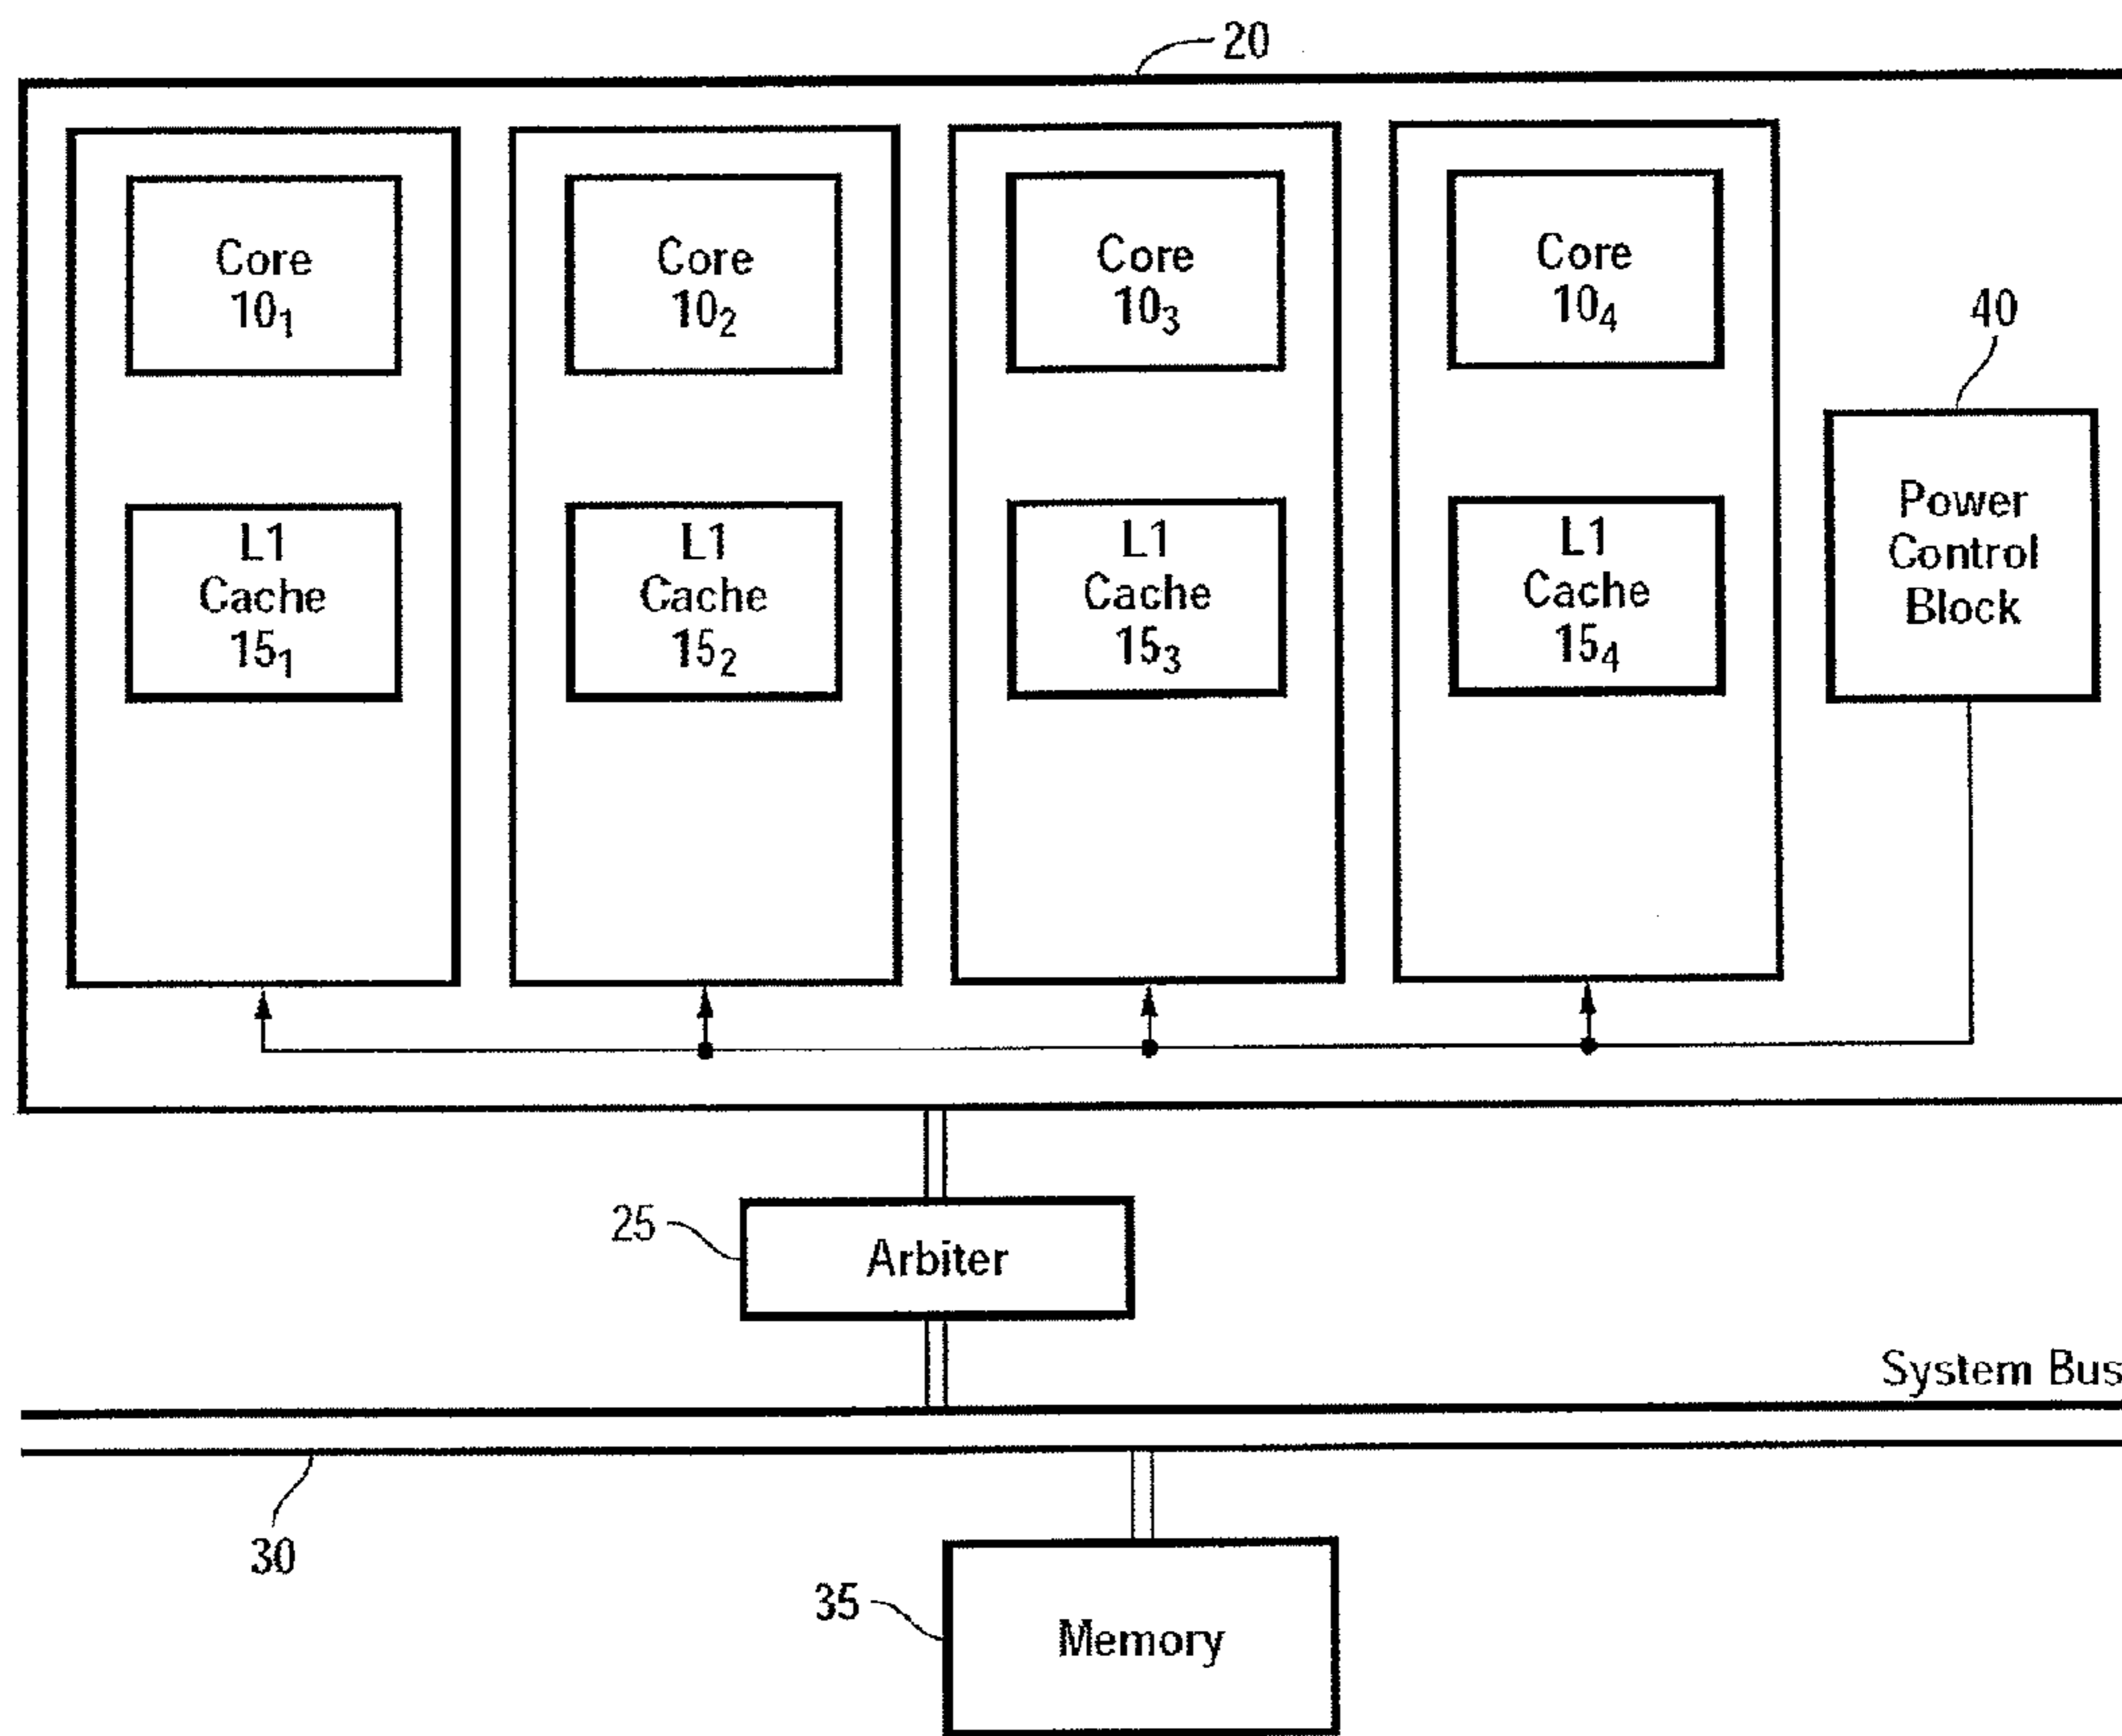 20
Core
10₁
Core
10₂
Core
10₃
Core
10₄
40
L1
Cache
15₁
L1
Cache
15₂
L1
Cache
15₃
L1
Cache
15₄
Power
Control
Block
25
Arbiter
System Bus
30
35
Memory